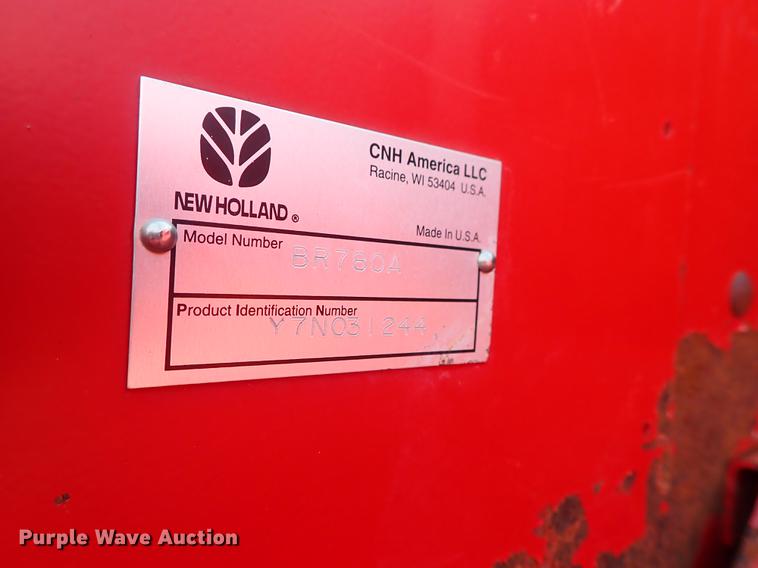 CNH America LLC
Racine, WI 53404 U.S.A.
NEW HOLLAND®
Made In U.S.A.
Model Number
BR780A
Product Identification Number
Y7N031244
Purple Wave Auction